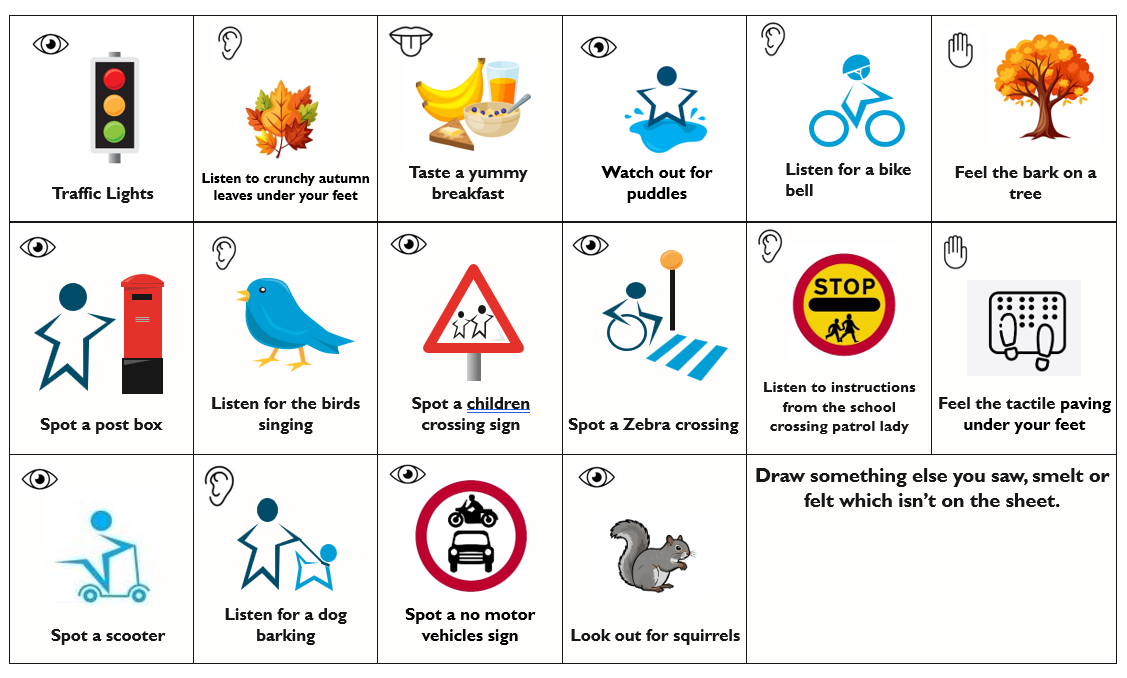 Traffic Lights
Listen to crunchy autumn
leaves under your feet
Taste a yummy
breakfast
Watch out for
puddles
Listen for a bike
bell
Feel the bark on a
tree
Spot a post box
Listen for the birds
singing
Spot a children
crossing sign
Spot a Zebra crossing
STOP
Listen to instructions
from the school
crossing patrol lady
Feel the tactile paving
under your feet
Spot a scooter
Listen for a dog
barking
Spot a no motor
vehicles sign
Look out for squirrels
Draw something else you saw, smelt or
felt which isn’t on the sheet.